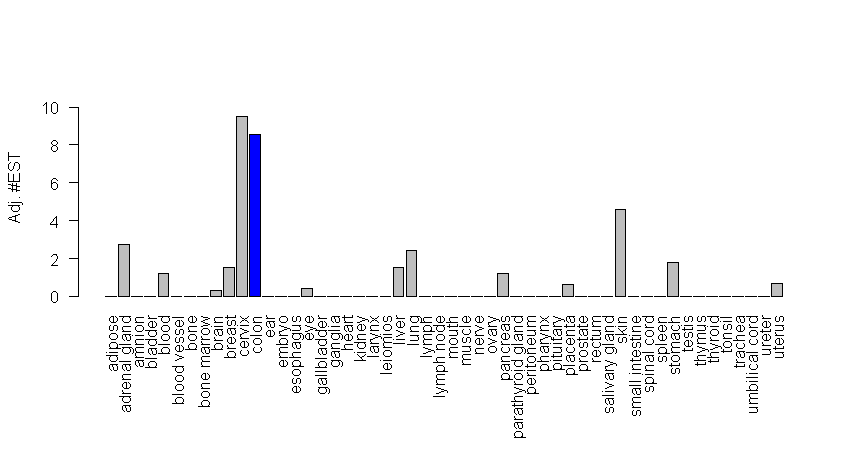 10
8
6
4
2
0
Adj. #EST
adipose
adrenal gland
amnion
bladder
blood
blood vessel
bone
bone marrow
brain
breast
cervix
colon
ear
embryo
esophagus
eye
gallbladder
ganglia
heart
kidney
larynx
leiomios
liver
lung
lymph
lymph node
mouth
muscle
nerve
ovary
pancreas
parathyroid gland
peritoneum
pharynx
pituitary
placenta
prostate
rectum
salivary gland
skin
small intestine
spinal cord
spleen
stomach
testis
thymus
thyroid
tonsil
trachea
umbilical cord
ureter
uterus